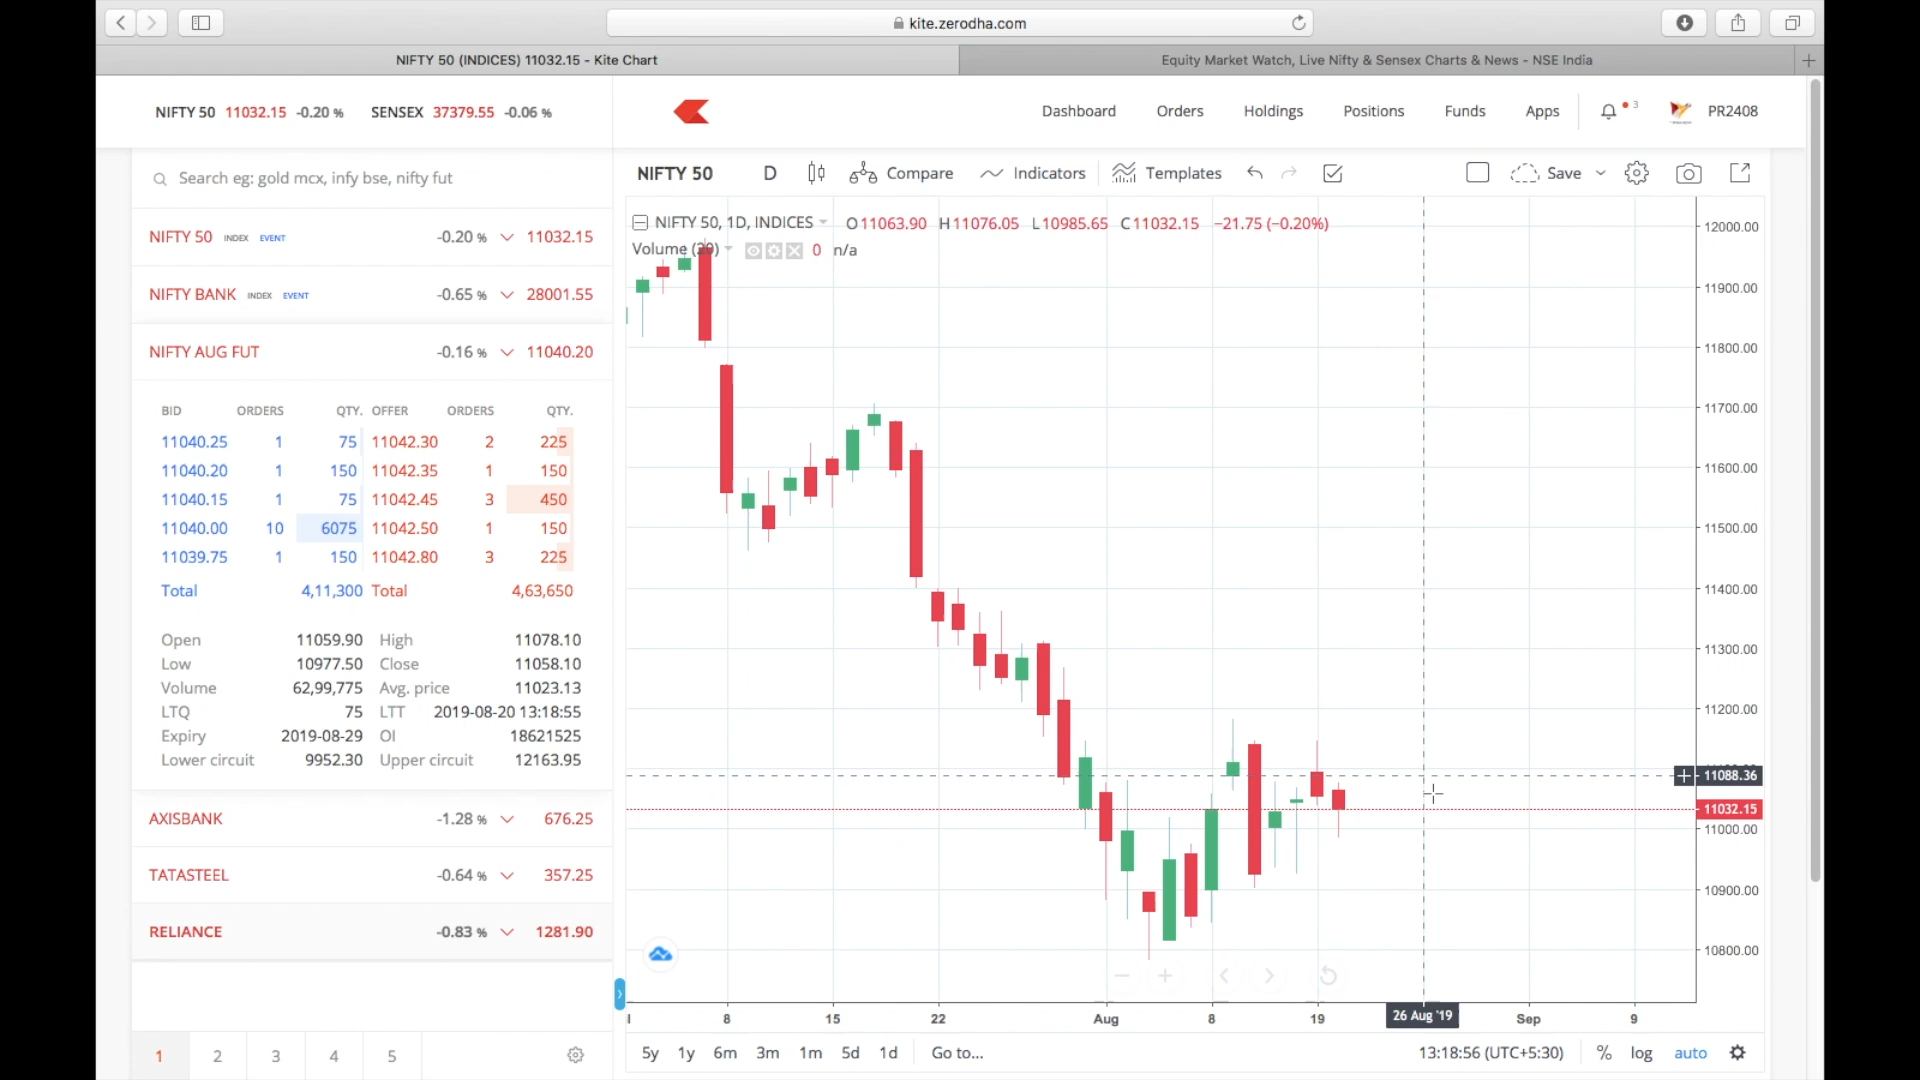 kite.zerodha.com
NIFTY 50 (INDICES) 11032.15 - Kite Chart
Equity Market Watch, Live Nifty & Sensex Charts & News - NSE India
NIFTY 50 11032.15 -0.20 % SENSEX 37379.55 -0.06 %
Dashboard Orders Holdings Positions Funds Apps 3 PR2408
Search eg: gold mcx, infy bse, nifty fut
NIFTY 50 INDEX EVENT -0.20 % 11032.15
NIFTY BANK INDEX EVENT -0.65 % 28001.55
NIFTY AUG FUT -0.16 % 11040.20
BID ORDERS QTY. OFFER ORDERS QTY.
11040.25 1 75 11042.30 2 225
11040.20 1 150 11042.35 1 150
11040.15 1 75 11042.45 3 450
11040.00 10 6075 11042.50 1 150
11039.75 1 150 11042.80 3 225
Total 4,11,300 Total 4,63,650
Open 11059.90 High 11078.10
Low 10977.50 Close 11058.10
Volume 62,99,775 Avg. price 11023.13
LTQ 75 LTT 2019-08-20 13:18:55
Expiry 2019-08-29 OI 18621525
Lower circuit 9952.30 Upper circuit 12163.95
AXISBANK -1.28 % 676.25
TATASTEEL -0.64 % 357.25
RELIANCE -0.83 % 1281.90
1 2 3 4 5
NIFTY 50 D Compare Indicators Templates Save
NIFTY 50, 1D, INDICES O11063.90 H11076.05 L10985.65 C11032.15 −21.75 (−0.20%)
Volume (20) 0 n/a
12000.00
11900.00
11800.00
11700.00
11600.00
11500.00
11400.00
11300.00
11200.00
11088.36
11032.15
11000.00
10900.00
10800.00
8 15 22 Aug 8 19 26 Aug '19 Sep 9
5y 1y 6m 3m 1m 5d 1d Go to... 13:18:56 (UTC+5:30) % log auto